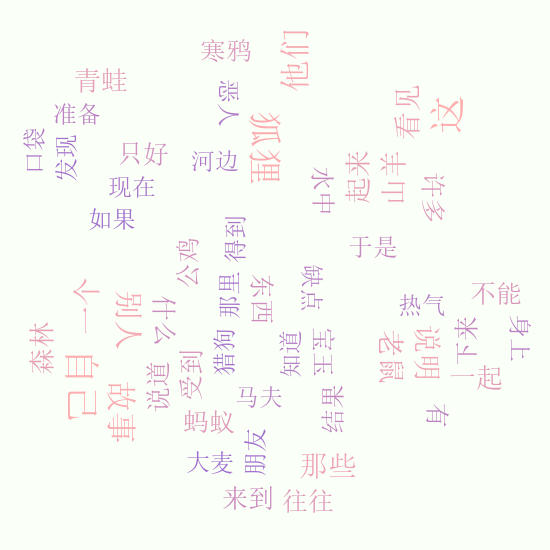 寒鸦
他们
青蛙
恶人
看见
这
准备
狐狸
口袋
发现
只好
河边
水中
起来
山羊
许多
现在
如果
得到
公鸡
于是
一个
别人
什么
那里
东西
缺点
热气
不能
身上
森林
自己
故事
说道
受到
猎狗
知道
宝玉
老鼠
说明
下来
一起
马夫
结果
有
蚂蚁
大麦
朋友
那些
来到
往往